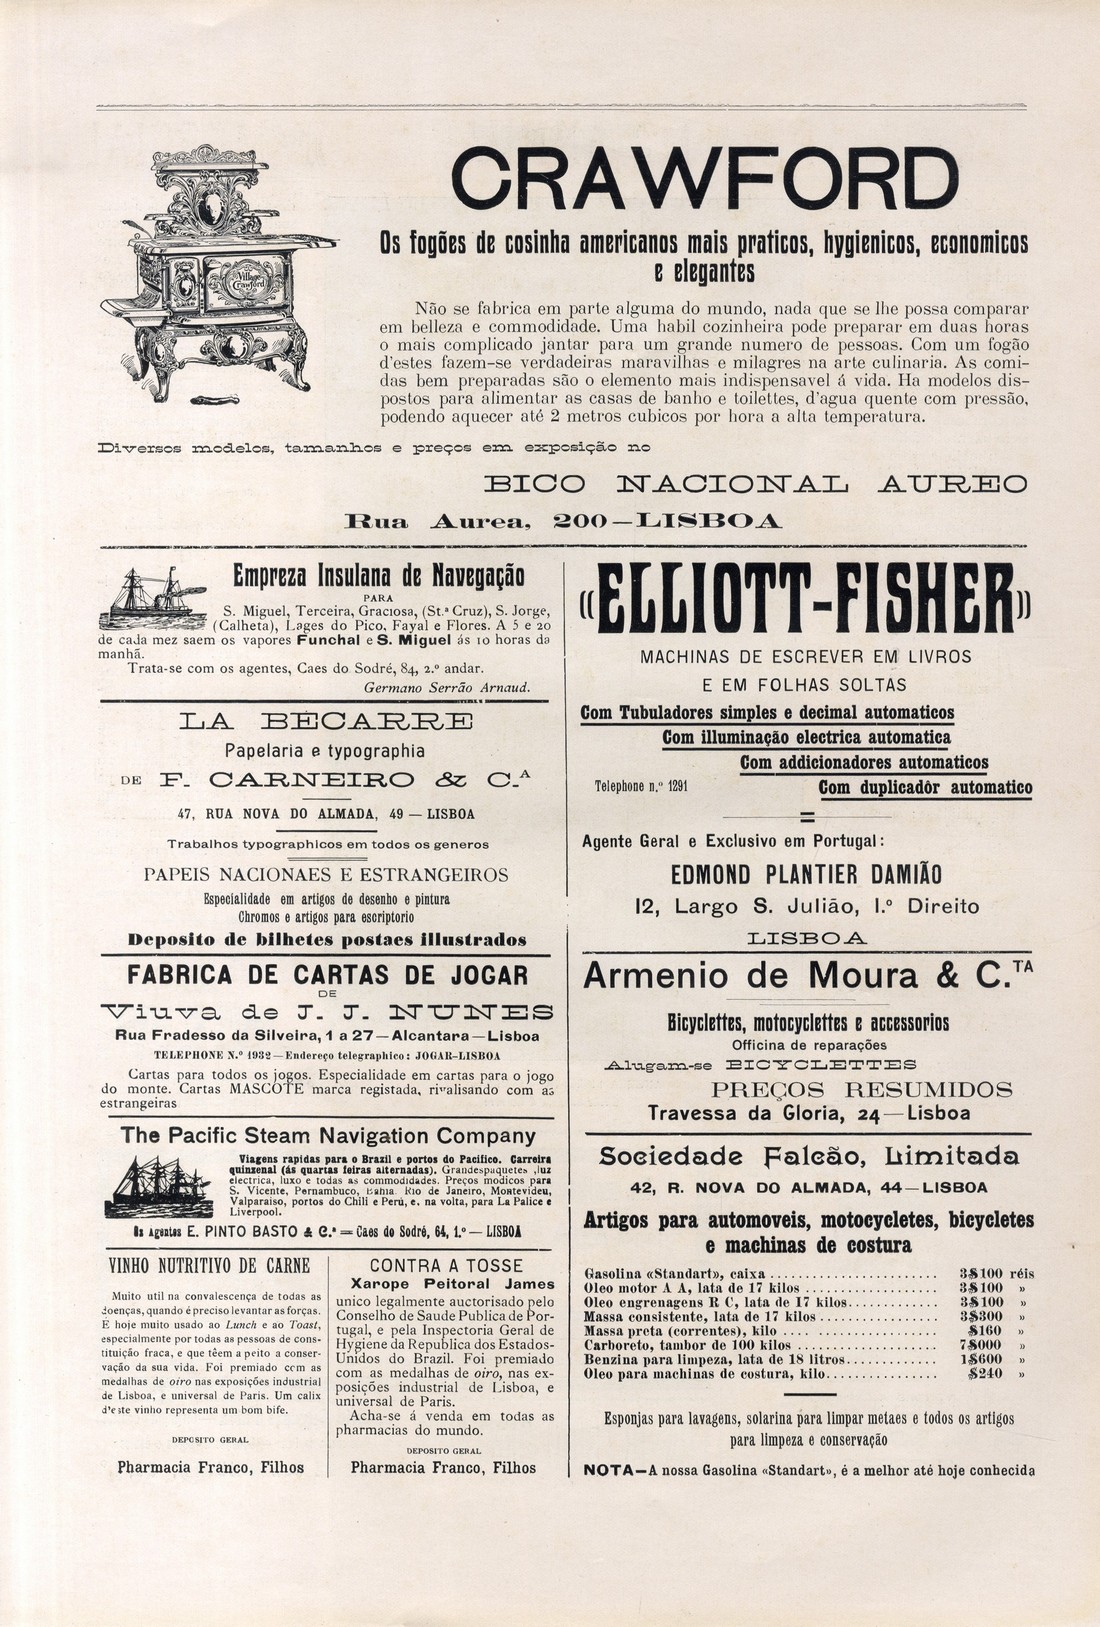 CRAWFORD
Os fogões de cosinha americanos mais praticos, hygienicos, economicos
e elegantes
Village
Crawford
Não se fabrica em parte alguma do mundo, nada que se lhe possa comparar
em belleza e commodidade. Uma habil cozinheira pode preparar em duas horas
o mais complicado jantar para um grande numero de pessoas. Com um fogão
d'estes fazem-se verdadeiras maravilhas e milagres na arte culinaria. As comi-
das bem preparadas são o elemento mais indispensavel á vida. Ha modelos dis-
postos para alimentar as casas de banho e toilettes, d'agua quente com pressão,
podendo aquecer até 2 metros cubicos por hora a alta temperatura.
Diversos modelos, tamanhos e preços em exposição no
BICO NACIONAL AUREO
Rua Aurea, 200—LISBOA
Empreza Insulana de Navegação
PARA
S. Miguel, Terceira, Graciosa, (St.ª Cruz), S. Jorge,
(Calheta), Lages do Pico, Fayal e Flores. A 5 e 20
de cada mez saem os vapores Funchal e S. Miguel ás 10 horas da
manhã.
Trata-se com os agentes, Caes do Sodré, 84, 2.º andar.
Germano Serrão Arnaud.
LA BÉCARRE
Papelaria e typographia
DE F. CARNEIRO & C.A
47, RUA NOVA DO ALMADA, 49 — LISBOA
Trabalhos typographicos em todos os generos
PAPEIS NACIONAES E ESTRANGEIROS
Especialidade em artigos de desenho e pintura
Chromos e artigos para escriptorio
Deposito de bilhetes postaes illustrados
FABRICA DE CARTAS DE JOGAR
DE
Viuva de J. J. NUNES
Rua Fradesso da Silveira, 1 a 27—Alcantara—Lisboa
TELEPHONE N.º 1932—Endereço telegraphico: JOGAR-LISBOA
Cartas para todos os jogos. Especialidade em cartas para o jogo
do monte. Cartas MASCOTE marca registada, rivalisando com as
estrangeiras
The Pacific Steam Navigation Company
Viagens rapidas para o Brazil e portos do Pacifico. Carreira
quinzenal (ás quartas feiras alternadas). Grandes paquetes, luz
electrica, luxo e todas as commodidades. Preços modicos para
S. Vicente, Pernambuco, Bahia, Rio de Janeiro, Montevideu,
Valparaiso, portos do Chili e Perú, e, na volta, para La Palice e
Liverpool.
Os Agentes E. PINTO BASTO & C.ª = Caes do Sodré, 64, 1.º — LISBOA
VINHO NUTRITIVO DE CARNE
Muito util na convalescença de todas as
doenças, quando é preciso levantar as forças.
É hoje muito usado ao Lunch e ao Toast,
especialmente por todas as pessoas de cons-
tituição fraca, e que têem a peito a conser-
vação da sua vida. Foi premiado com as
medalhas de oiro nas exposições industrial
de Lisboa, e universal de Paris. Um calix
d'este vinho representa um bom bife.
DEPOSITO GERAL
Pharmacia Franco, Filhos
CONTRA A TOSSE
Xarope Peitoral James
unico legalmente auctorisado pelo
Conselho de Saude Publica de Por-
tugal, e pela Inspectoria Geral de
Hygiene da Republica dos Estados-
Unidos do Brazil. Foi premiado
com as medalhas de oiro, nas ex-
posições industrial de Lisboa, e
universal de Paris.
Acha-se á venda em todas as
pharmacias do mundo.
DEPOSITO GERAL
Pharmacia Franco, Filhos
«ELLIOTT-FISHER»
MACHINAS DE ESCREVER EM LIVROS
E EM FOLHAS SOLTAS
Com Tubuladores simples e decimal automaticos
Com illuminação electrica automatica
Com addicionadores automaticos
Telephone n.º 1291
Com duplicadôr automatico
Agente Geral e Exclusivo em Portugal:
EDMOND PLANTIER DAMIÃO
12, Largo S. Julião, 1.º Direito
LISBOA
Armenio de Moura & C.TA
Bicyclettes, motocyclettes e accessorios
Officina de reparações
Alugam-se BICYCLETTES
PREÇOS RESUMIDOS
Travessa da Gloria, 24—Lisboa
Sociedade Falcão, Limitada
42, R. NOVA DO ALMADA, 44—LISBOA
Artigos para automoveis, motocycletes, bicycletes
e machinas de costura
Gasolina «Standart», caixa ........................ 3$100 réis
Oleo motor A A, lata de 17 kilos ................... 3$100 »
Oleo engrenagens R C, lata de 17 kilos............. 3$100 »
Massa consistente, lata de 17 kilos................. 3$300 »
Massa preta (correntes), kilo .... ................. $160 »
Carboreto, tambor de 100 kilos .................... 7$000 »
Benzina para limpeza, lata de 18 litros............. 1$600 »
Oleo para machinas de costura, kilo................ $240 »
Esponjas para lavagens, solarina para limpar metaes e todos os artigos
para limpeza e conservação
NOTA—A nossa Gasolina «Standart», é a melhor até hoje conhecida